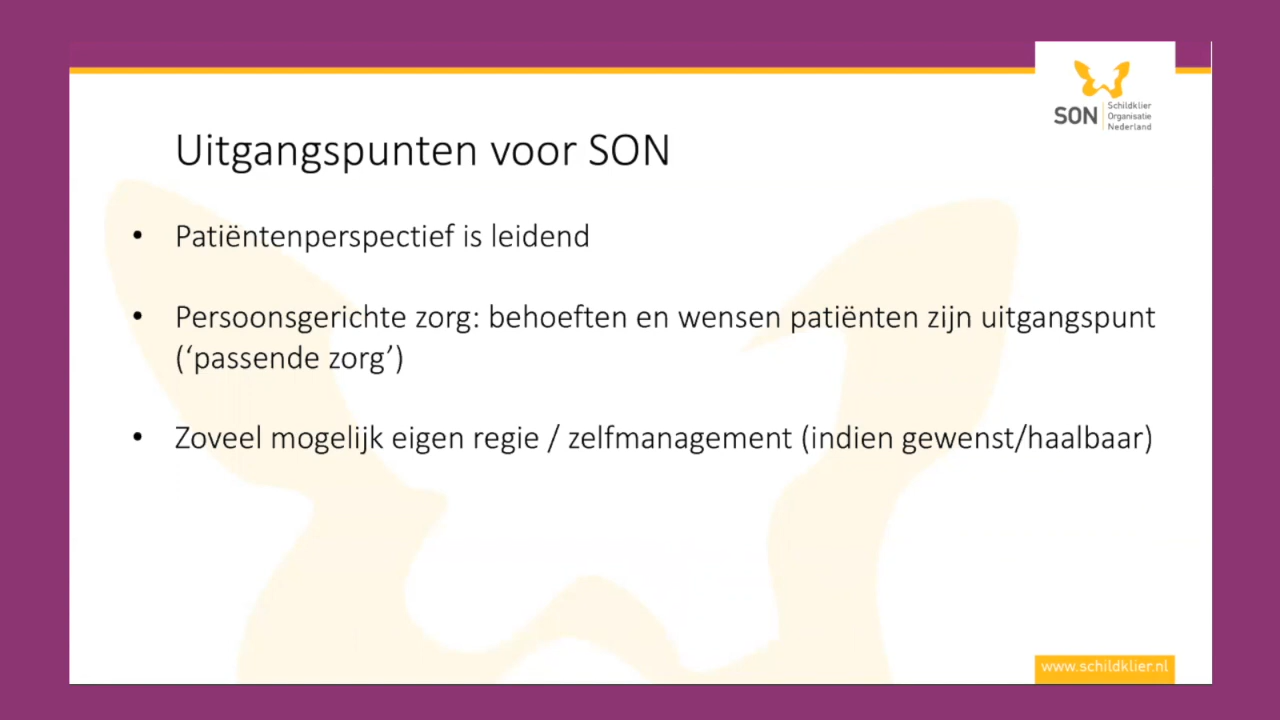 SON
Schildklier
Organisatie
Nederland
Uitgangspunten voor SON
• Patiëntenperspectief is leidend
• Persoonsgerichte zorg: behoeften en wensen patiënten zijn uitgangspunt
(‘passende zorg’)
• Zoveel mogelijk eigen regie / zelfmanagement (indien gewenst/haalbaar)
www.schildklier.nl